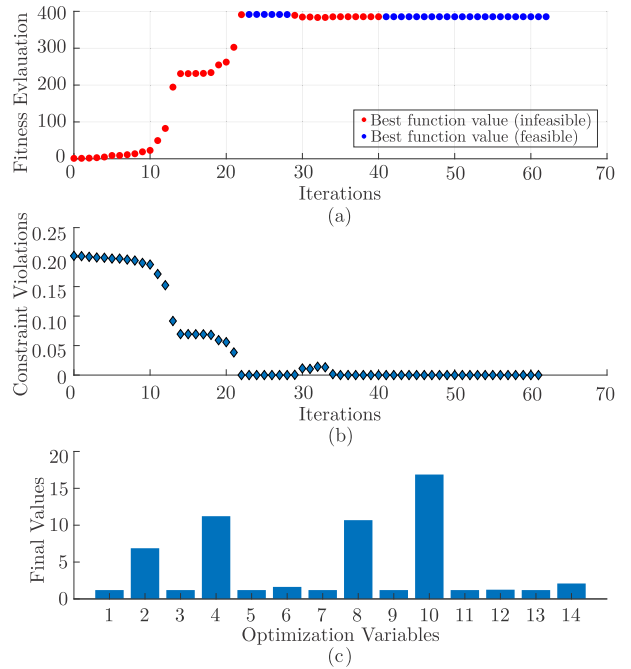 400
300
200
100
0
Fitness Evlauation
Best function value (infeasible)
Best function value (feasible)
0 10 20 30 40 50 60 70
Iterations
(a)
0.25
0.20
0.15
0.10
0.05
0
Constraint Violations
0 10 20 30 40 50 60 70
Iterations
(b)
20
15
10
5
0
Final Values
1 2 3 4 5 6 7 8 9 10 11 12 13 14
Optimization Variables
(c)